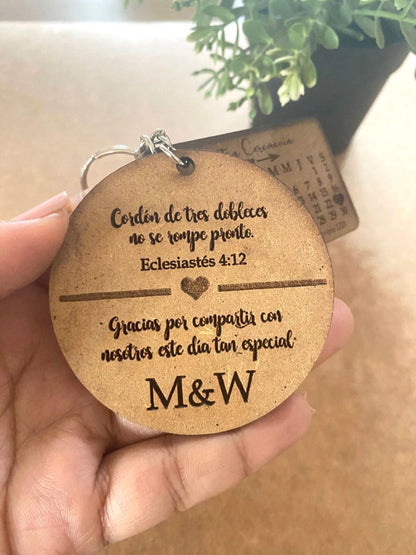 Cordón de tres dobleces
no se rompe pronto.
Eclesiastés 4:12
Gracias por compartir con
nosotros este día tan especial
M&W
Ceremonia
M M J V S